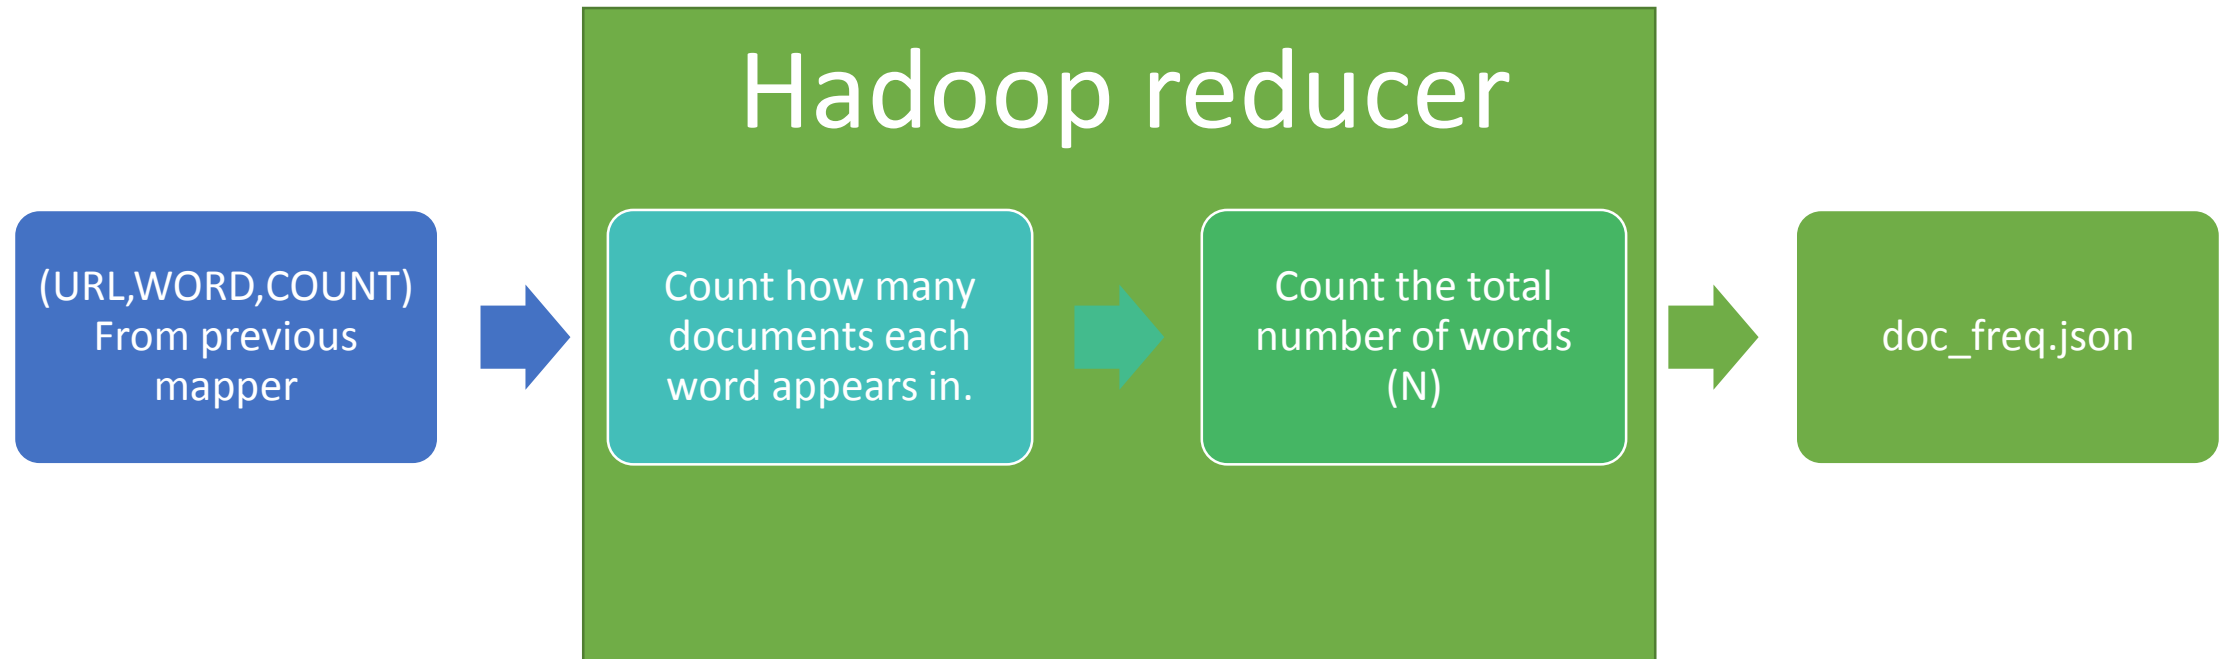 Hadoop reducer
(URL,WORD,COUNT)
From previous
mapper
Count how many
documents each
word appears in.
Count the total
number of words
(N)
doc_freq.json